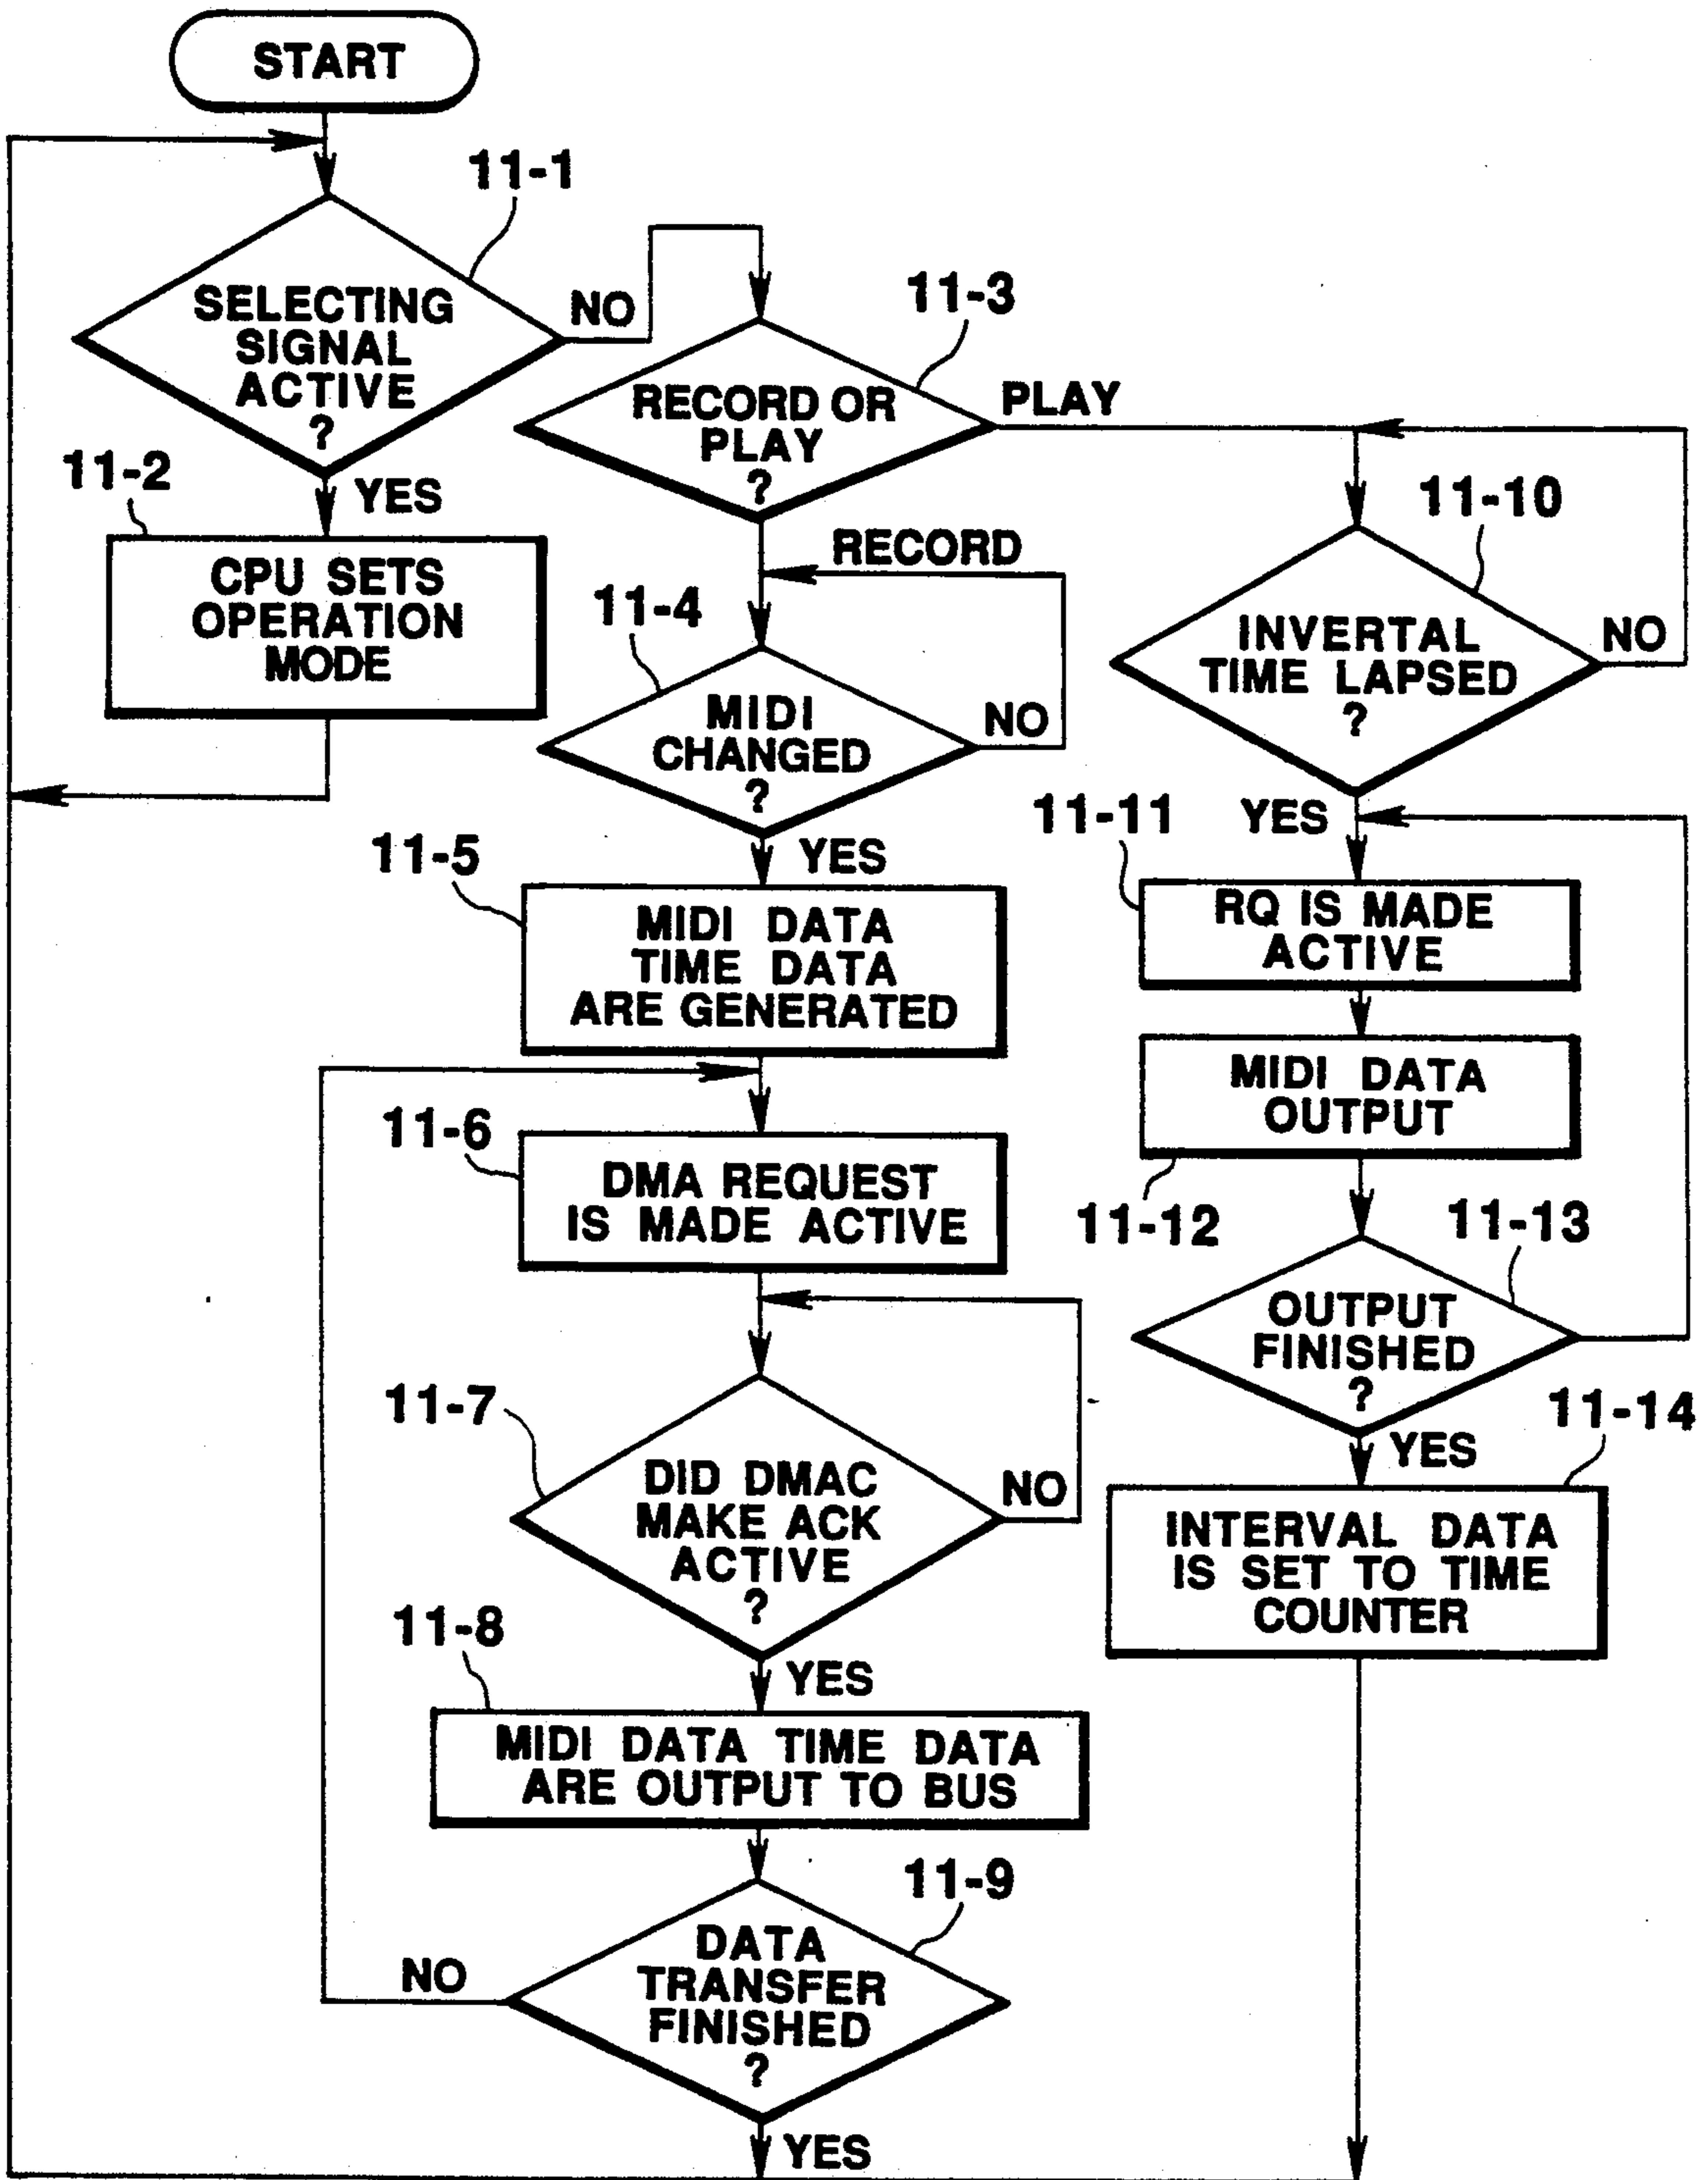 START
11-1
SELECTING
SIGNAL
ACTIVE
?
NO
YES
11-2
CPU SETS
OPERATION
MODE
11-3
RECORD OR
PLAY
?
PLAY
RECORD
11-4
MIDI
CHANGED
?
NO
YES
11-5
MIDI DATA
TIME DATA
ARE GENERATED
11-6
DMA REQUEST
IS MADE ACTIVE
11-7
DID DMAC
MAKE ACK
ACTIVE
?
NO
YES
11-8
MIDI DATA TIME DATA
ARE OUTPUT TO BUS
11-9
DATA
TRANSFER
FINISHED
?
NO
YES
11-10
INVERTAL
TIME LAPSED
?
NO
YES
11-11
RQ IS MADE
ACTIVE
MIDI DATA
OUTPUT
11-12
11-13
OUTPUT
FINISHED
?
YES
11-14
INTERVAL DATA
IS SET TO TIME
COUNTER